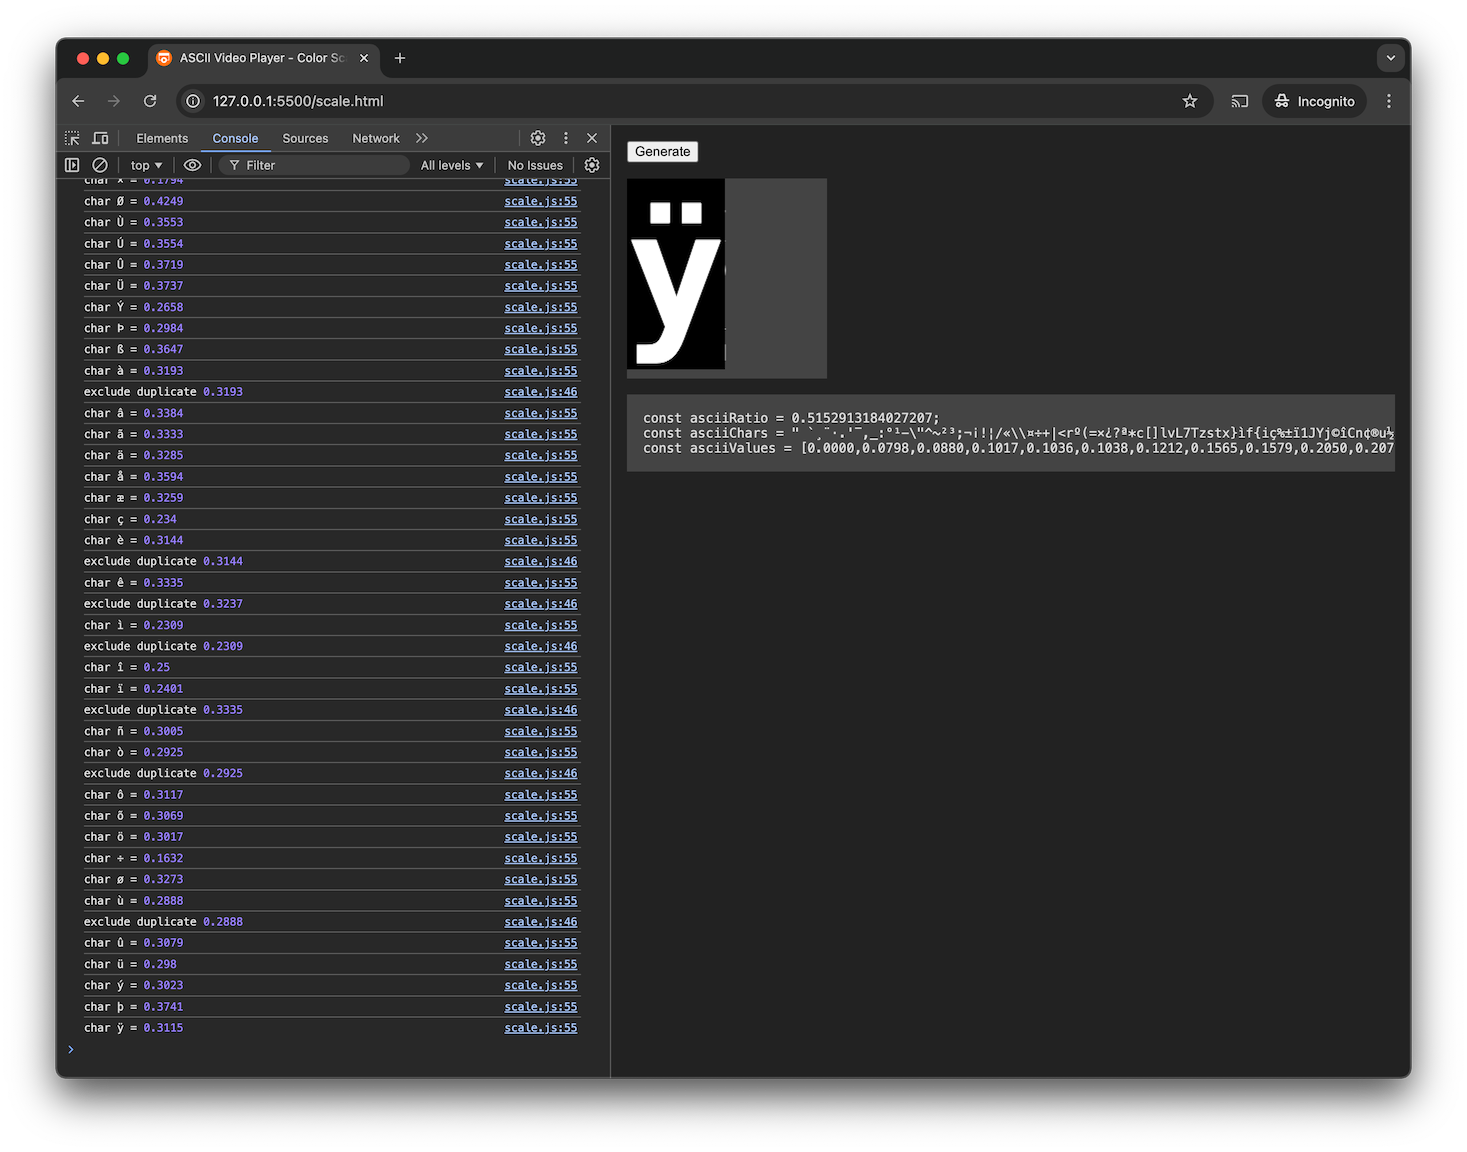 ASCII Video Player - Color Sc
127.0.0.1:5500/scale.html
Incognito
Elements Console Sources Network
top Filter All levels No Issues
char × = 0.1794 scale.js:55
char Ø = 0.4249 scale.js:55
char Ù = 0.3553 scale.js:55
char Ú = 0.3554 scale.js:55
char Û = 0.3719 scale.js:55
char Ü = 0.3737 scale.js:55
char Ý = 0.2658 scale.js:55
char Þ = 0.2984 scale.js:55
char ß = 0.3647 scale.js:55
char à = 0.3193 scale.js:55
exclude duplicate 0.3193 scale.js:46
char â = 0.3384 scale.js:55
char ã = 0.3333 scale.js:55
char ä = 0.3285 scale.js:55
char å = 0.3594 scale.js:55
char æ = 0.3259 scale.js:55
char ç = 0.234 scale.js:55
char è = 0.3144 scale.js:55
exclude duplicate 0.3144 scale.js:46
char ê = 0.3335 scale.js:55
exclude duplicate 0.3237 scale.js:46
char ì = 0.2309 scale.js:55
exclude duplicate 0.2309 scale.js:46
char î = 0.25 scale.js:55
char ï = 0.2401 scale.js:55
exclude duplicate 0.3335 scale.js:46
char ñ = 0.3005 scale.js:55
char ò = 0.2925 scale.js:55
exclude duplicate 0.2925 scale.js:46
char ô = 0.3117 scale.js:55
char õ = 0.3069 scale.js:55
char ö = 0.3017 scale.js:55
char ÷ = 0.1632 scale.js:55
char ø = 0.3273 scale.js:55
char ù = 0.2888 scale.js:55
exclude duplicate 0.2888 scale.js:46
char û = 0.3079 scale.js:55
char ü = 0.298 scale.js:55
char ý = 0.3023 scale.js:55
char þ = 0.3741 scale.js:55
char ÿ = 0.3115 scale.js:55
Generate
ÿ
const asciiRatio = 0.5152913184027207;
const asciiChars = " `¸¨·.'¯,_:°¹—\"^~²³;¬¡!¦/«\\¤÷+|<rº(=×¿?ª*c[]lvL7Tzstx}ìf{iç%±ï1JYj©îCn¢®u½
const asciiValues = [0.0000,0.0798,0.0880,0.1017,0.1036,0.1038,0.1212,0.1565,0.1579,0.2050,0.207